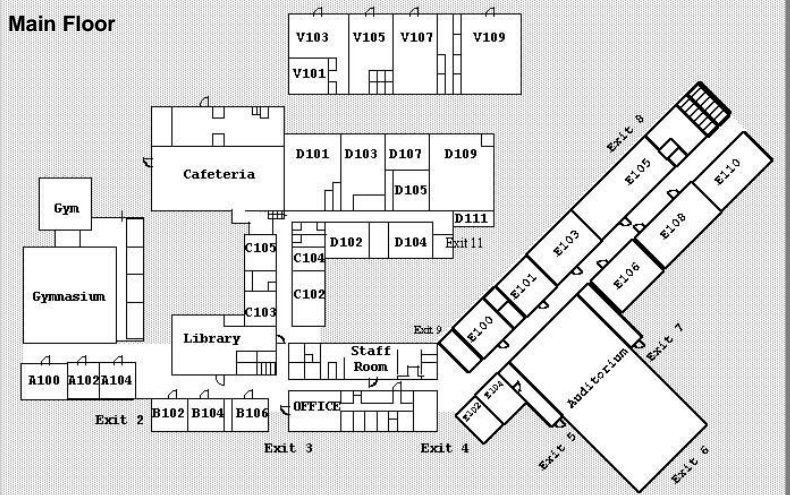 Main Floor
V103
V105
V107
V109
V101
Exit 8
D101
D103
D107
D109
E105
E110
Cafeteria
D105
Gym
D111
E108
C105
D102
D104
Exit 11
E103
C104
E106
E101
Gymnasium
C102
C103
E100
Exit 9
Library
Staff
Room
Exit 7
A100
A102
A104
Auditorium
E104
E102
B102
B104
B106
OFFICE
Exit 2
Exit 3
Exit 4
Exit 5
Exit 6